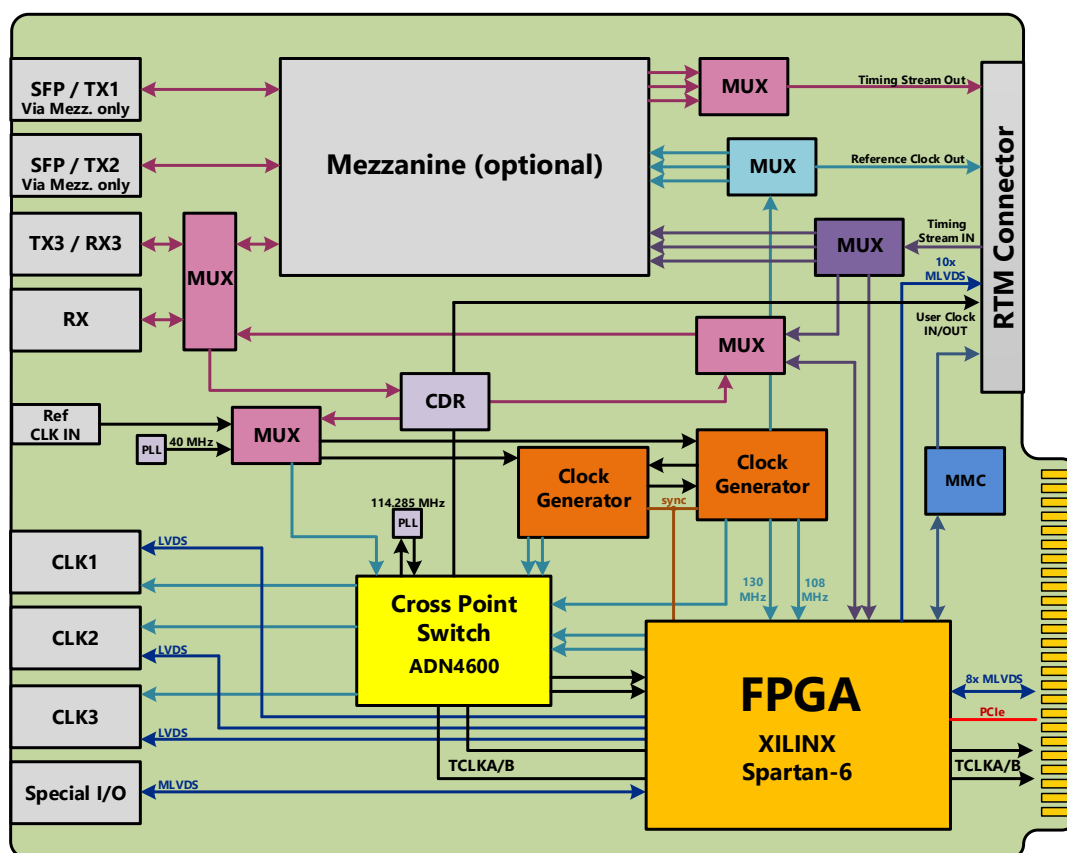 SFP / TX1
Via Mezz. only
SFP / TX2
Via Mezz. only
TX3 / RX3
RX
Ref
CLK IN
CLK1
CLK2
CLK3
Special I/O
Mezzanine (optional)
MUX
Timing Stream Out
MUX
Reference Clock Out
MUX
Timing
Stream IN
10x
MLVDS
User Clock
IN/OUT
RTM Connector
MUX
MUX
CDR
MUX
PLL
40 MHz
Clock
Generator
Clock
Generator
sync
MMC
114.285 MHz
PLL
LVDS
LVDS
LVDS
MLVDS
Cross Point
Switch
ADN4600
130
MHz
108
MHz
FPGA
XILINX
Spartan-6
8x MLVDS
PCIe
TCLKA/B
TCLKA/B